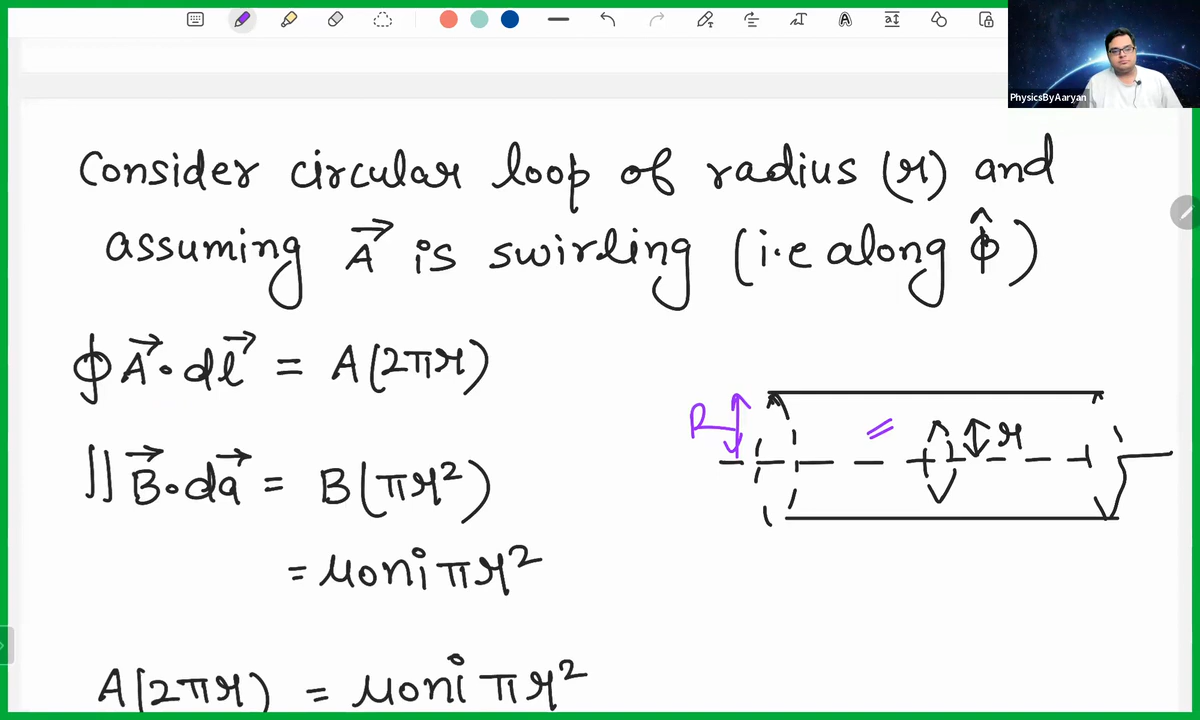 PhysicsByAaryan
Consider circular loop of radius (r) and
assuming A⃗ is swirling (i.e along ϕ̂)
∮A⃗·dl⃗ = A(2πr)
∬B⃗·da⃗ = B(πr²)
= μ₀niπr²
A(2πr) = μ₀niπr²
R
r